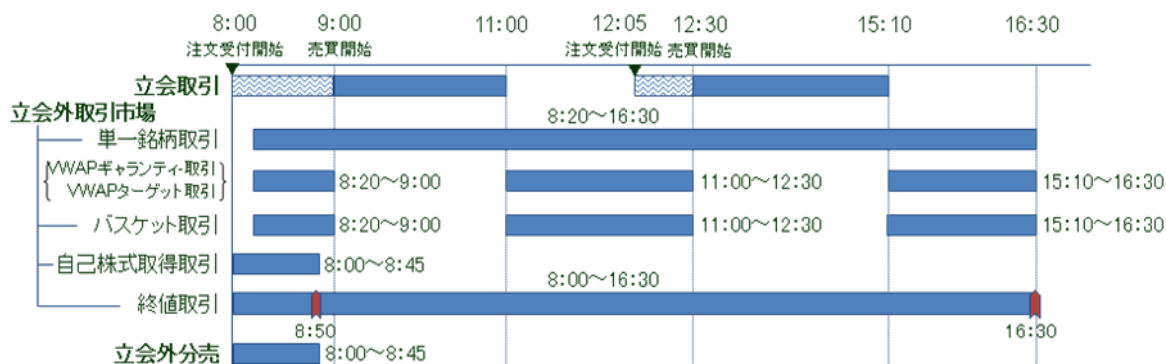 8:00 9:00 11:00 12:05 12:30 15:10 16:30
注文受付開始 売買開始 注文受付開始 売買開始
立会取引
立会外取引市場
8:20～16:30
単一銘柄取引
VWAPギャランティ-取引
VWAPターゲット取引
8:20～9:00 11:00～12:30 15:10～16:30
バスケット取引 8:20～9:00 11:00～12:30 15:10～16:30
自己株式取得取引 8:00～8:45
8:00～16:30
終値取引
8:50 16:30
立会外分売 8:00～8:45